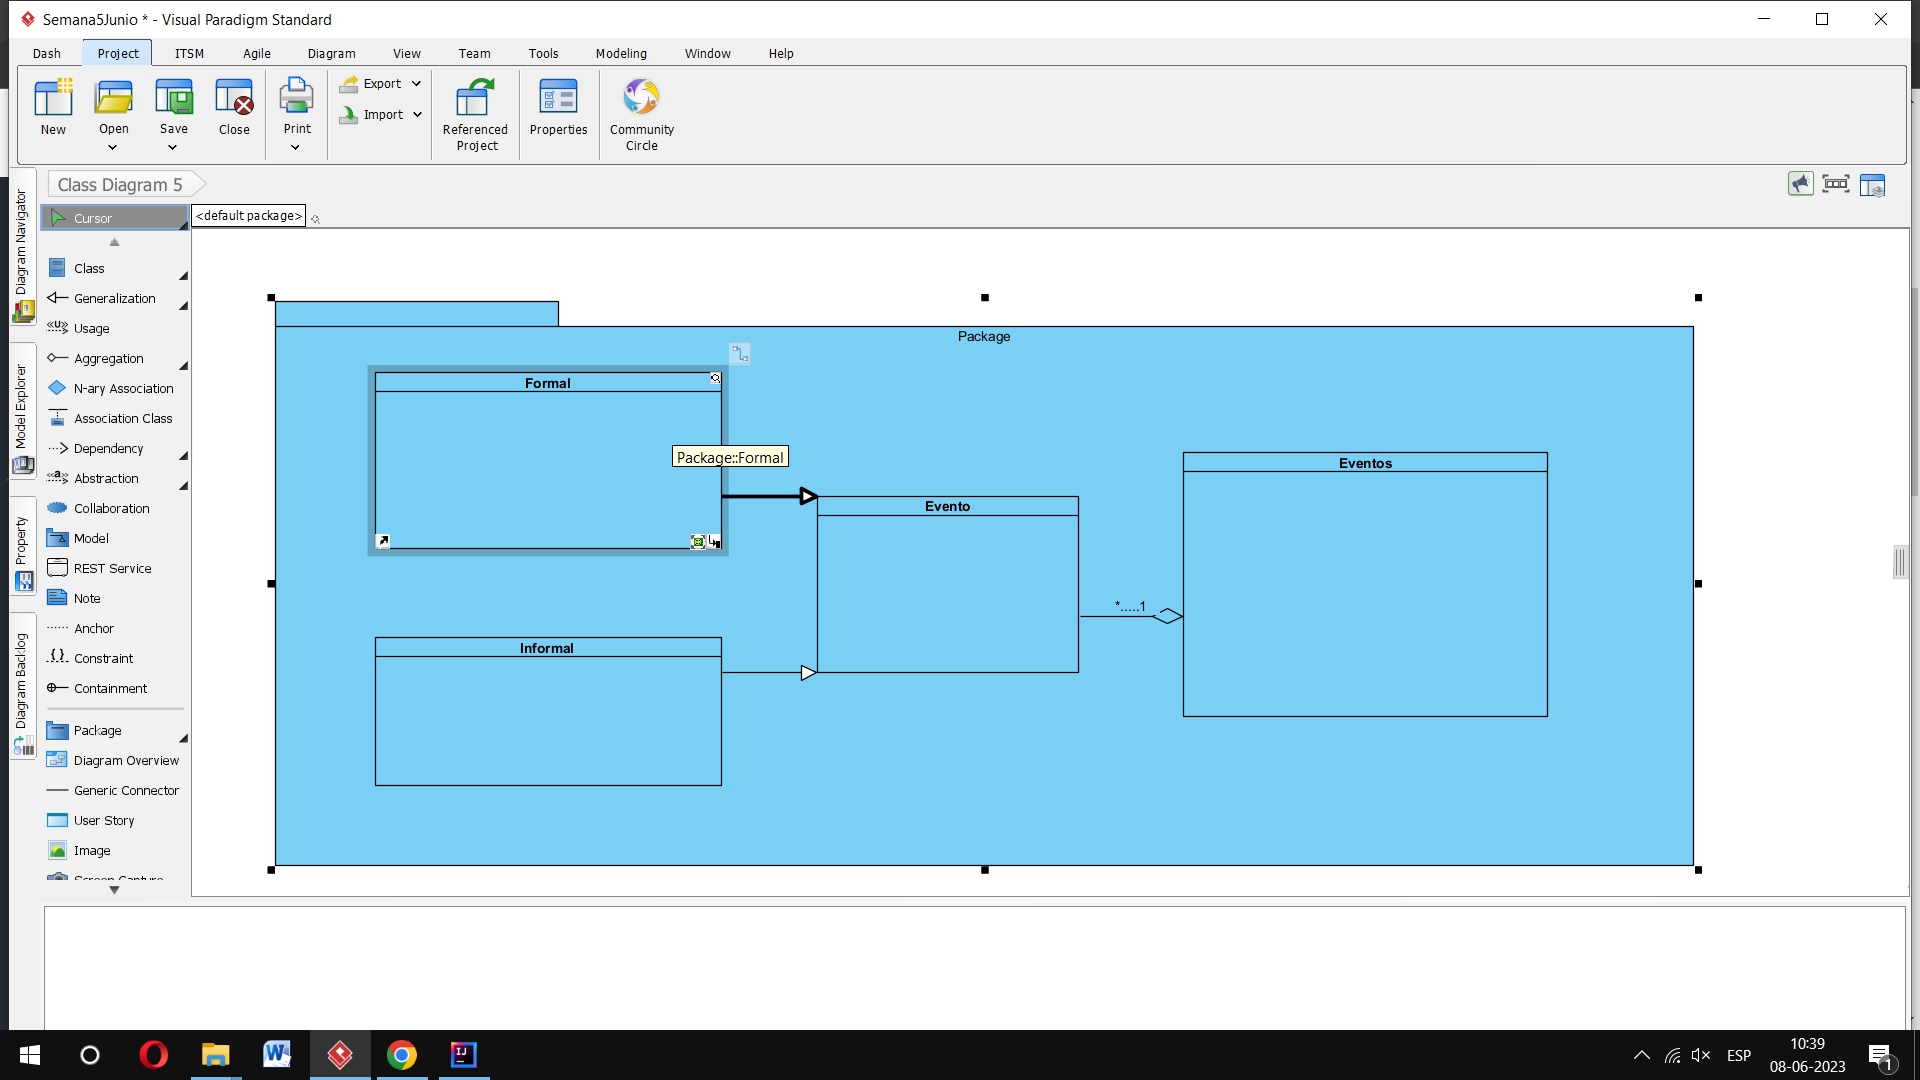 Semana5Junio * - Visual Paradigm Standard
Dash Project ITSM Agile Diagram View Team Tools Modeling Window Help
New
Open
Save
Close
Print
Export
Import
Referenced
Project
Properties
Community
Circle
Diagram Navigator
Model Explorer
Property
Diagram Backlog
Class Diagram 5
Cursor
<default package>
Class
Generalization
Usage
Aggregation
N-ary Association
Association Class
Dependency
Abstraction
Collaboration
Model
REST Service
Note
Anchor
Constraint
Containment
Package
Diagram Overview
Generic Connector
User Story
Image
Screen Capture
Package
Formal
Package::Formal
Evento
Eventos
*.....1
Informal
ESP
10:39
08-06-2023
1